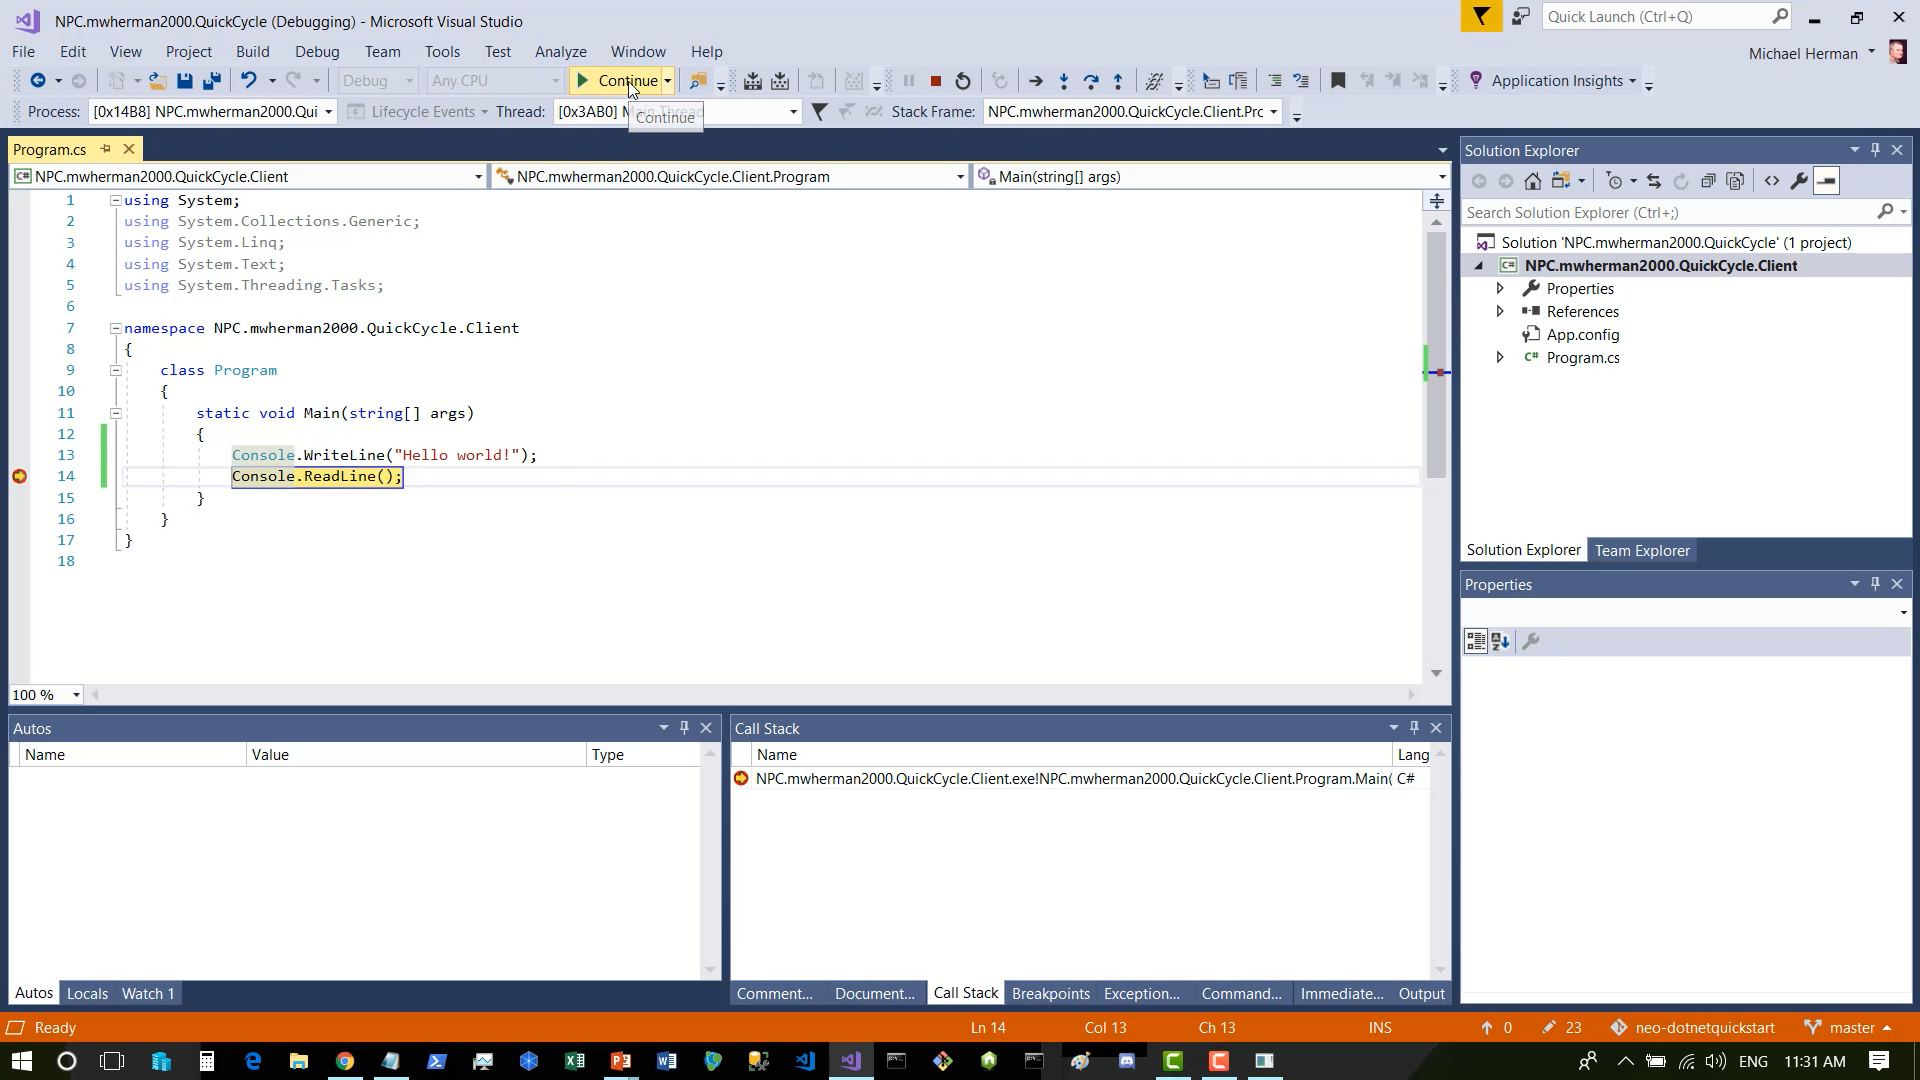 NPC.mwherman2000.QuickCycle (Debugging) - Microsoft Visual Studio
Quick Launch (Ctrl+Q)
File Edit View Project Build Debug Team Tools Test Analyze Window Help
Michael Herman
Debug Any CPU Continue Application Insights
Process: [0x14B8] NPC.mwherman2000.Qui Lifecycle Events Thread: [0x3AB0] Main Thread Stack Frame: NPC.mwherman2000.QuickCycle.Client.Prc
Continue
Program.cs
NPC.mwherman2000.QuickCycle.Client NPC.mwherman2000.QuickCycle.Client.Program Main(string[] args)
1 using System;
2 using System.Collections.Generic;
3 using System.Linq;
4 using System.Text;
5 using System.Threading.Tasks;
6
7 namespace NPC.mwherman2000.QuickCycle.Client
8 {
9 class Program
10 {
11 static void Main(string[] args)
12 {
13 Console.WriteLine("Hello world!");
14 Console.ReadLine();
15 }
16 }
17 }
18
100 %
Solution Explorer
Search Solution Explorer (Ctrl+;)
Solution 'NPC.mwherman2000.QuickCycle' (1 project)
C# NPC.mwherman2000.QuickCycle.Client
Properties
References
App.config
C# Program.cs
Solution Explorer Team Explorer
Properties
Autos
Name Value Type
Autos Locals Watch 1
Call Stack
Name Lang
NPC.mwherman2000.QuickCycle.Client.exe!NPC.mwherman2000.QuickCycle.Client.Program.Main( C#
Comment... Document... Call Stack Breakpoints Exception... Command... Immediate... Output
Ready Ln 14 Col 13 Ch 13 INS 0 23 neo-dotnetquickstart master
ENG 11:31 AM